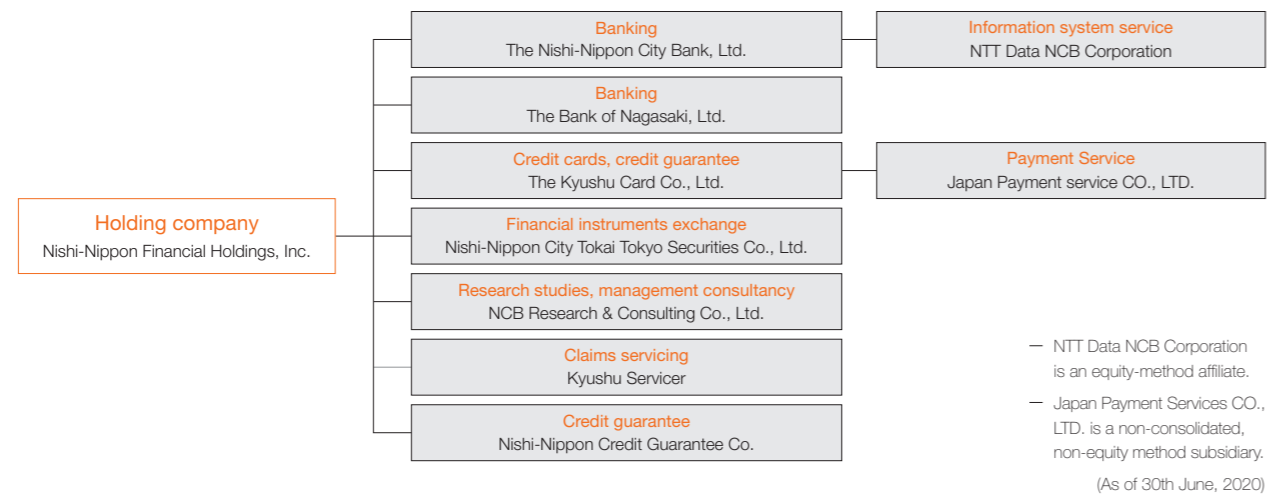 Banking
The Nishi-Nippon City Bank, Ltd.
Information system service
NTT Data NCB Corporation
Banking
The Bank of Nagasaki, Ltd.
Credit cards, credit guarantee
The Kyushu Card Co., Ltd.
Payment Service
Japan Payment service CO., LTD.
Holding company
Nishi-Nippon Financial Holdings, Inc.
Financial instruments exchange
Nishi-Nippon City Tokai Tokyo Securities Co., Ltd.
Research studies, management consultancy
NCB Research & Consulting Co., Ltd.
Claims servicing
Kyushu Servicer
Credit guarantee
Nishi-Nippon Credit Guarantee Co.
— NTT Data NCB Corporation
is an equity-method affiliate.
— Japan Payment Services CO.,
LTD. is a non-consolidated,
non-equity method subsidiary.
(As of 30th June, 2020)